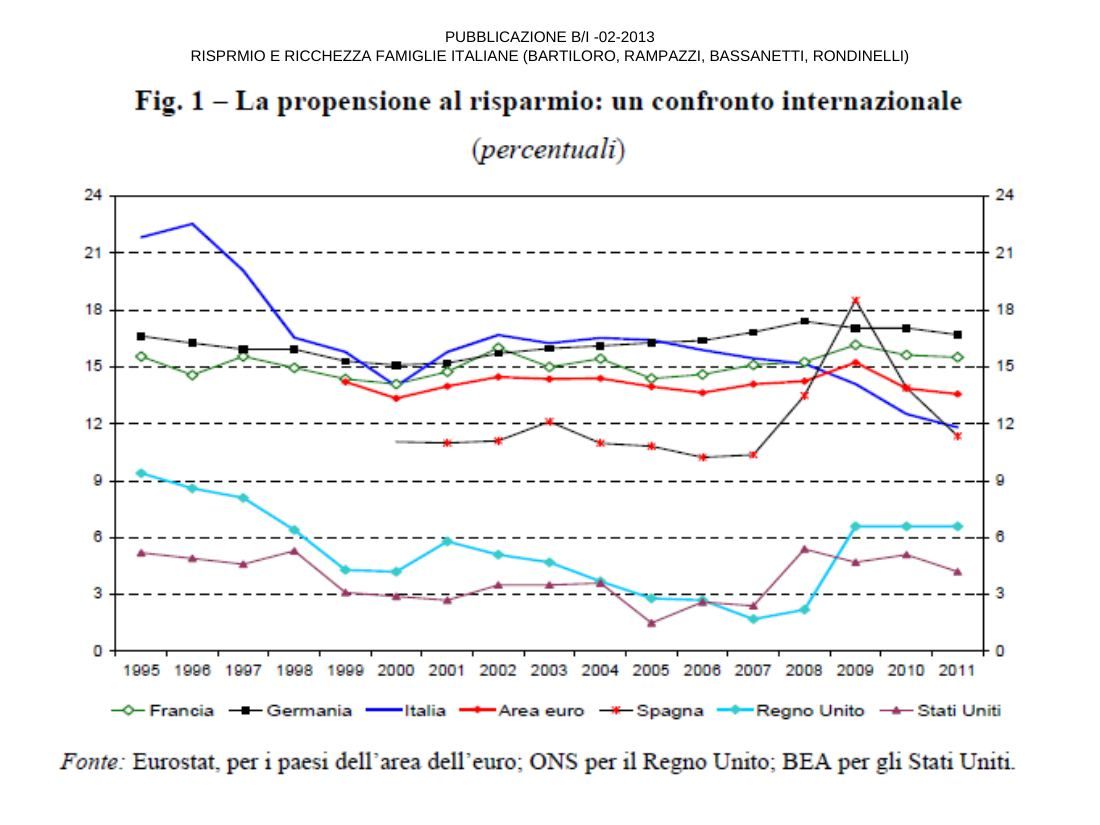 PUBBLICAZIONE B/I -02-2013
RISPRMIO E RICCHEZZA FAMIGLIE ITALIANE (BARTILORO, RAMPAZZI, BASSANETTI, RONDINELLI)
Fig. 1 – La propensione al risparmio: un confronto internazionale
(percentuali)
24 24
21 21
18 18
15 15
12 12
9 9
6 6
3 3
0 0
1995 1996 1997 1998 1999 2000 2001 2002 2003 2004 2005 2006 2007 2008 2009 2010 2011
Francia Germania Italia Area euro Spagna Regno Unito Stati Uniti
Fonte: Eurostat, per i paesi dell’area dell’euro; ONS per il Regno Unito; BEA per gli Stati Uniti.